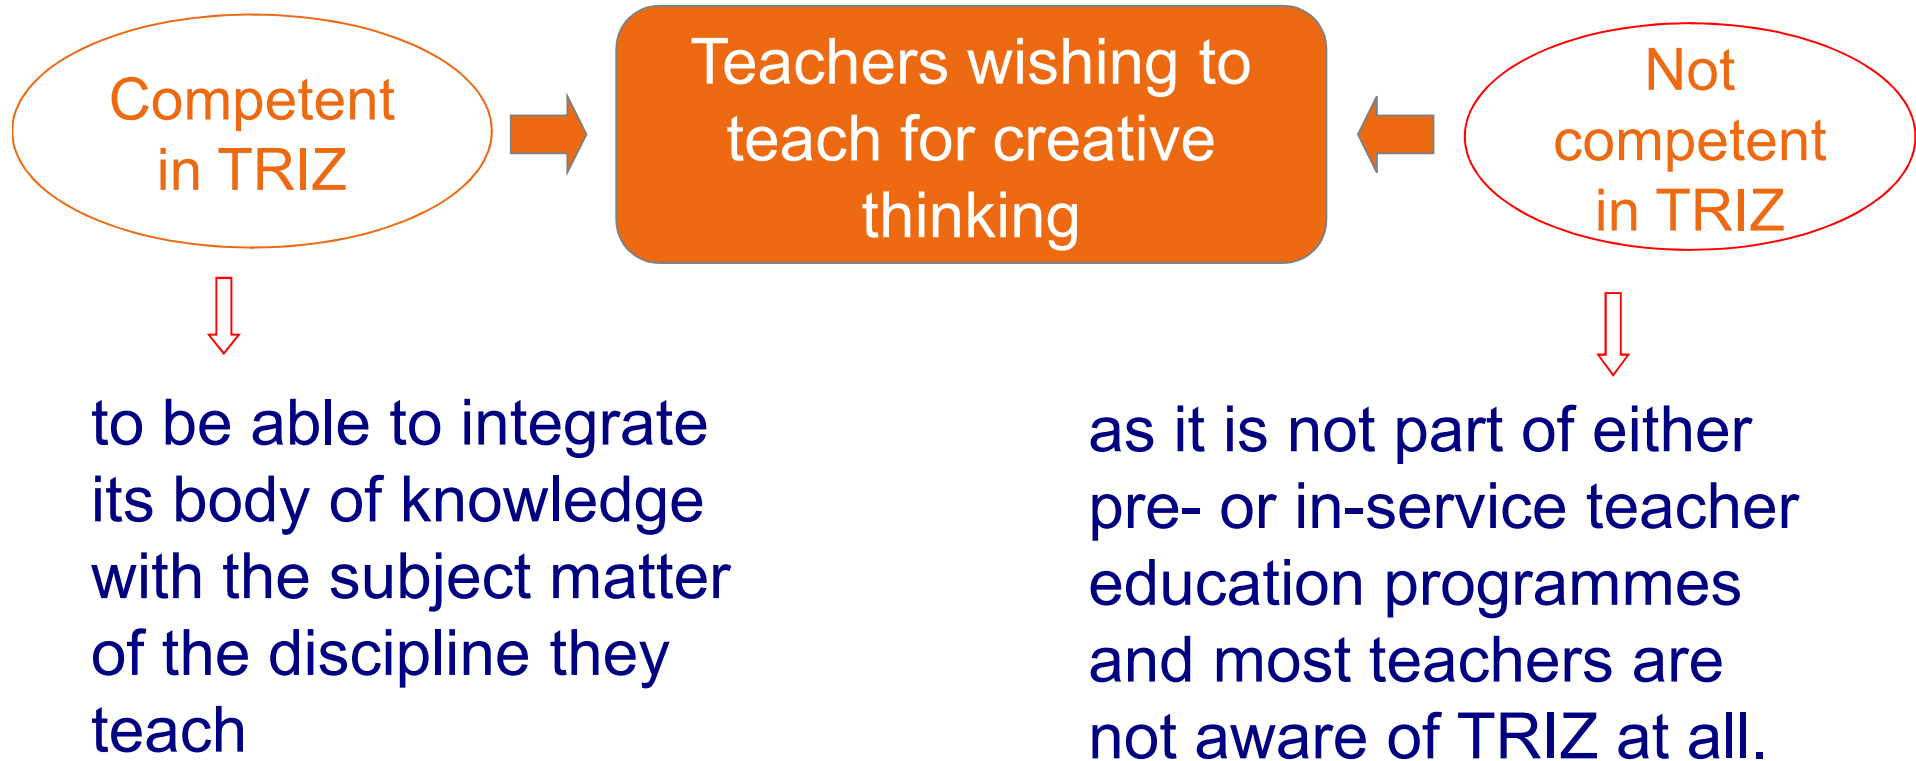 Competent
in TRIZ
Teachers wishing to
teach for creative
thinking
Not
competent
in TRIZ
to be able to integrate
its body of knowledge
with the subject matter
of the discipline they
teach
as it is not part of either
pre- or in-service teacher
education programmes
and most teachers are
not aware of TRIZ at all.